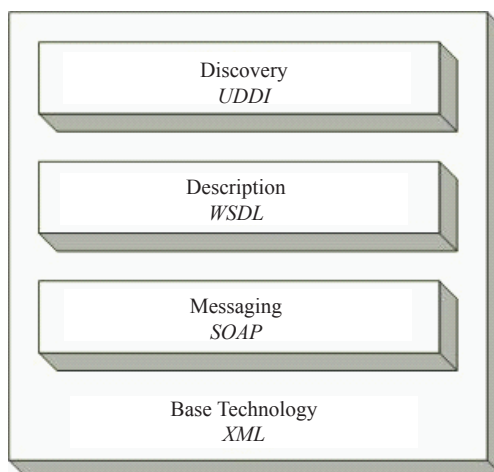 Discovery
UDDI
Description
WSDL
Messaging
SOAP
Base Technology
XML